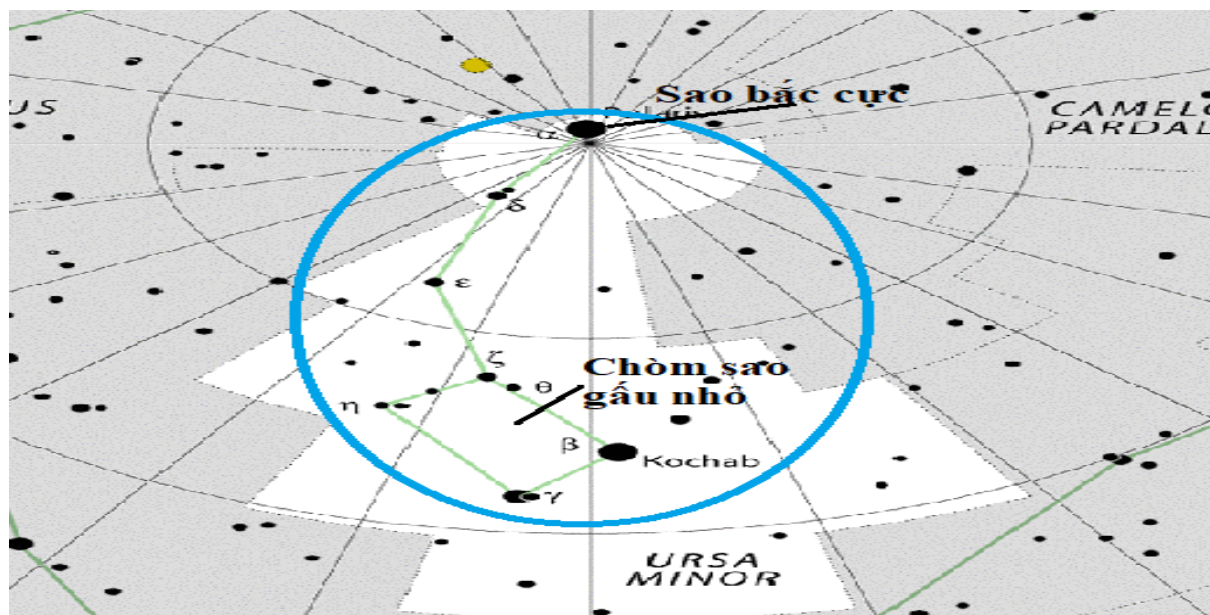 Sao bắc cực
US
CAMELO
PARDAL
α
δ
ε
ζ
Chòm sao
θ
gấu nhỏ
η
β
Kochab
γ
URSA
MINOR